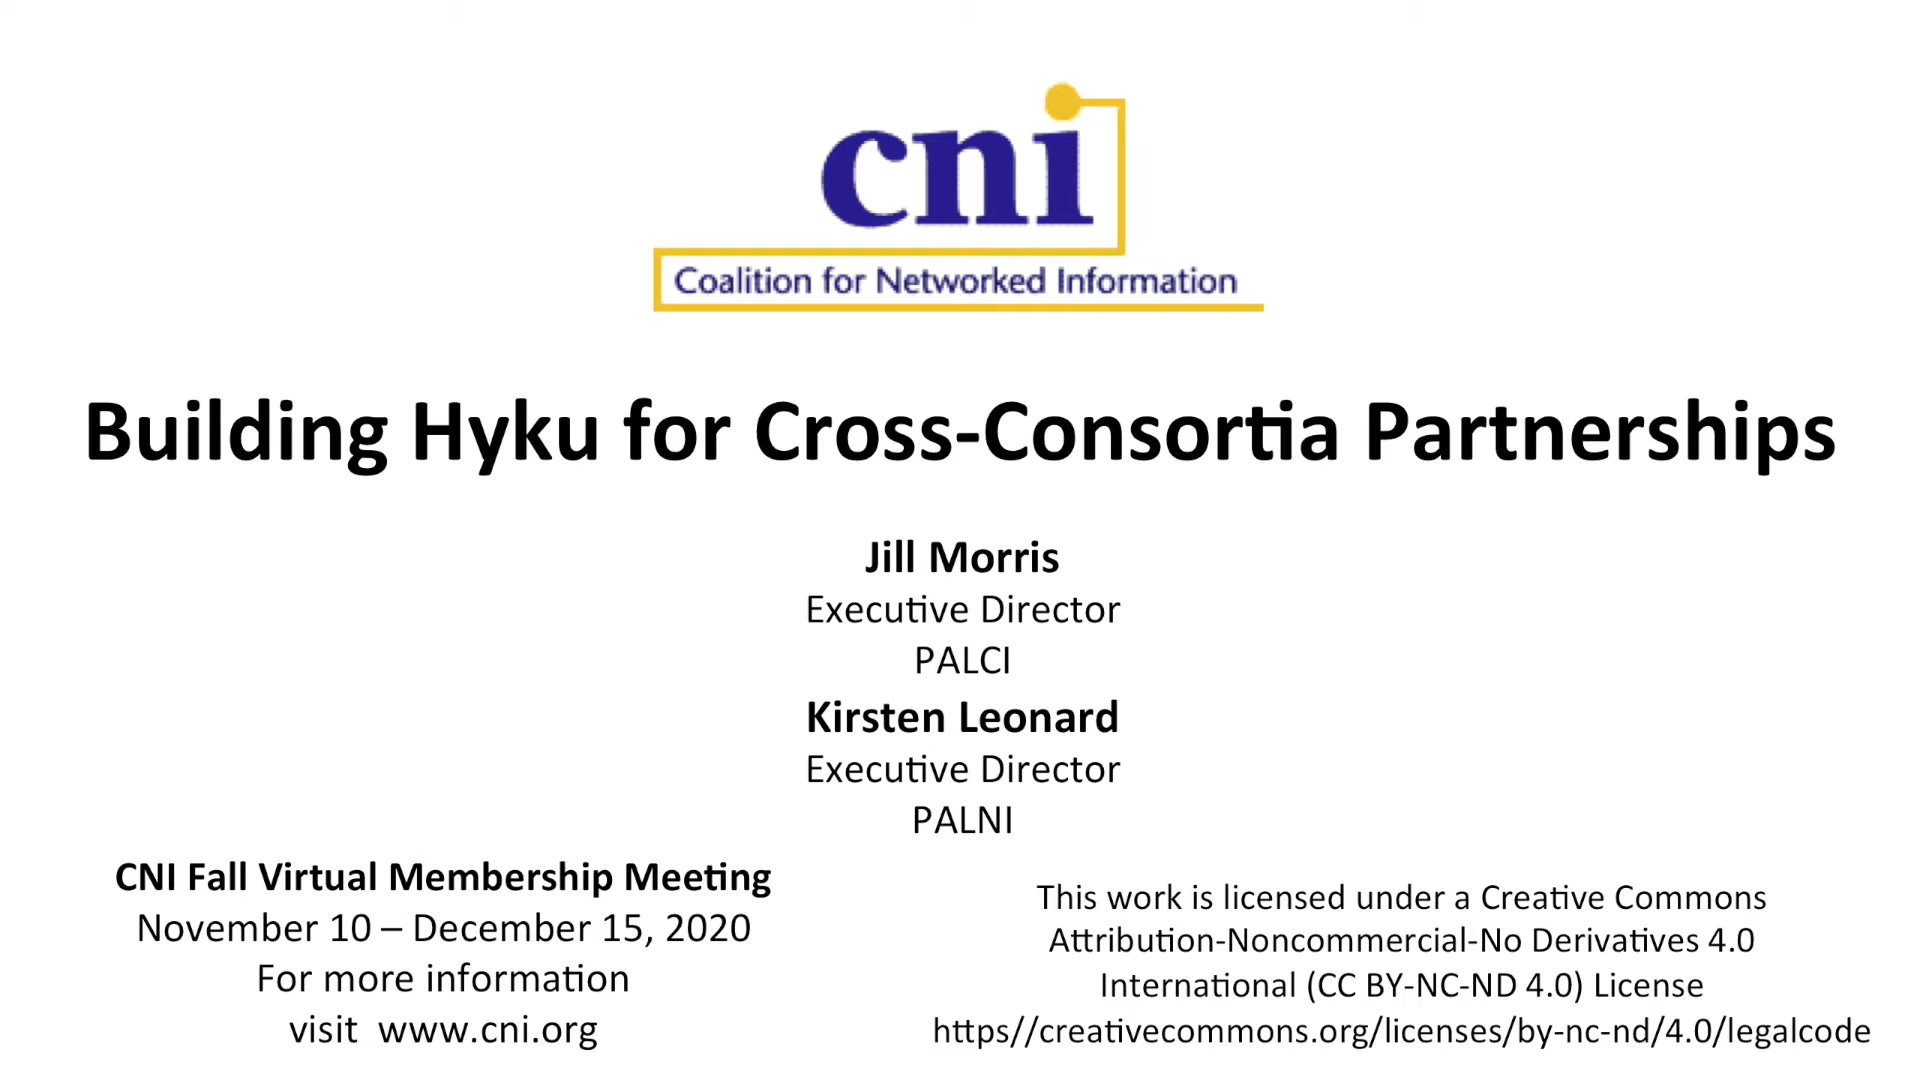 cni
Coalition for Networked Information
Building Hyku for Cross-Consortia Partnerships
Jill Morris
Executive Director
PALCI
Kirsten Leonard
Executive Director
PALNI
CNI Fall Virtual Membership Meeting
November 10 – December 15, 2020
For more information
visit www.cni.org
This work is licensed under a Creative Commons
Attribution-Noncommercial-No Derivatives 4.0
International (CC BY-NC-ND 4.0) License
https//creativecommons.org/licenses/by-nc-nd/4.0/legalcode